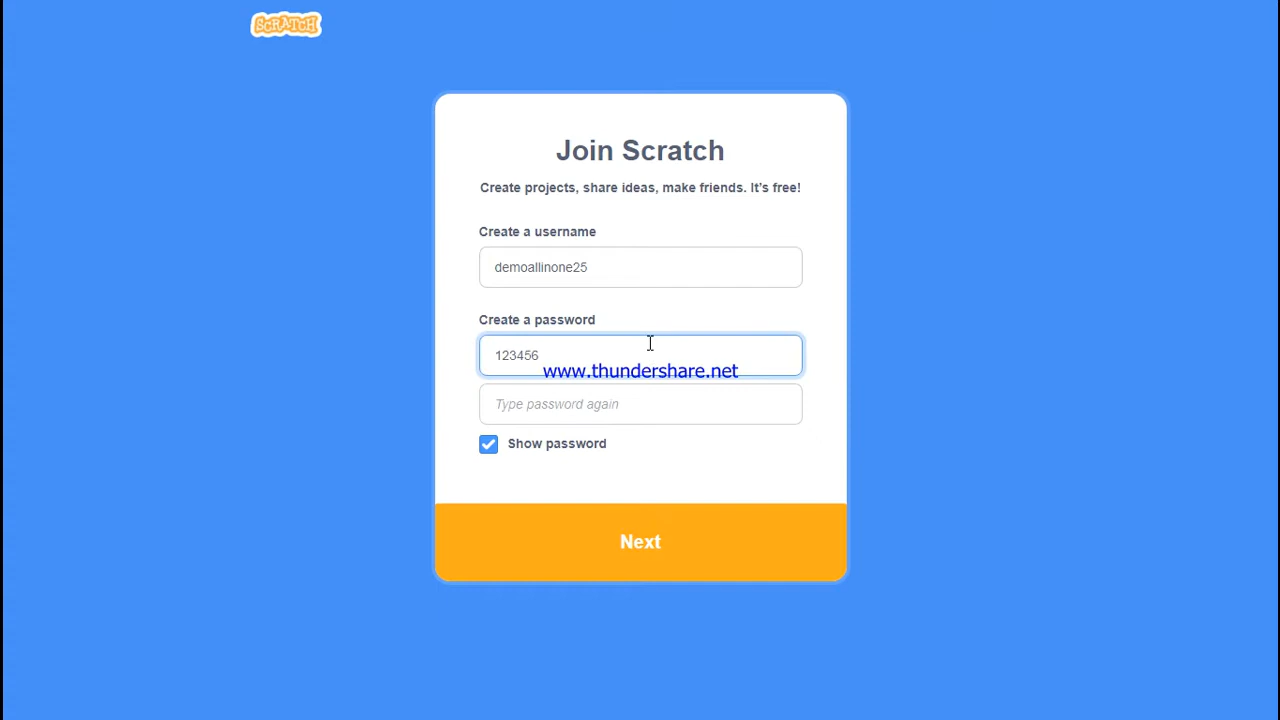 SCRATCH
Join Scratch
Create projects, share ideas, make friends. It's free!
Create a username
demoallinone25
Create a password
123456
www.thundershare.net
Type password again
Show password
Next